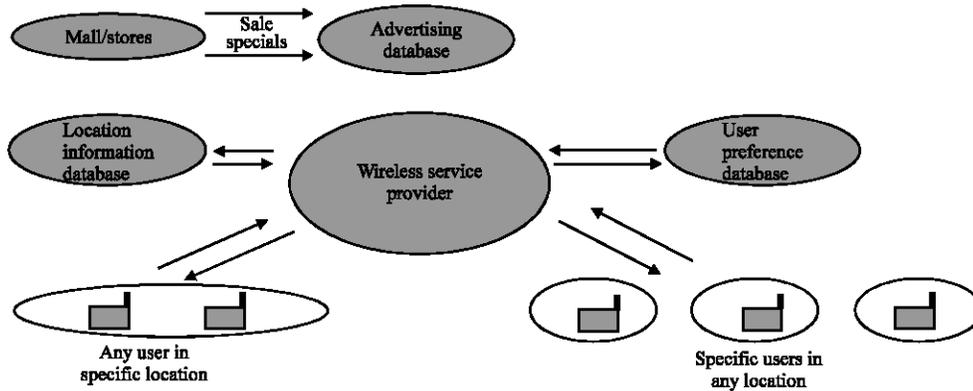 Mall/stores
Sale
specials
Advertising
database
Location
information
database
Wireless service
provider
User
preference
database
Any user in
specific location
Specific users in
any location